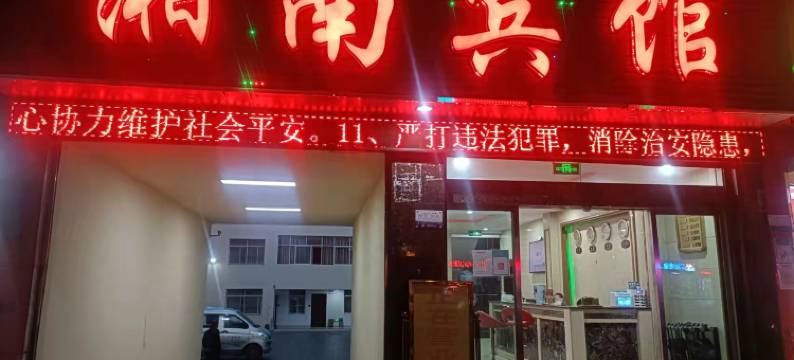 湘南宾馆
心协力维护社会平安。11、严打违法犯罪，消除治安隐患，